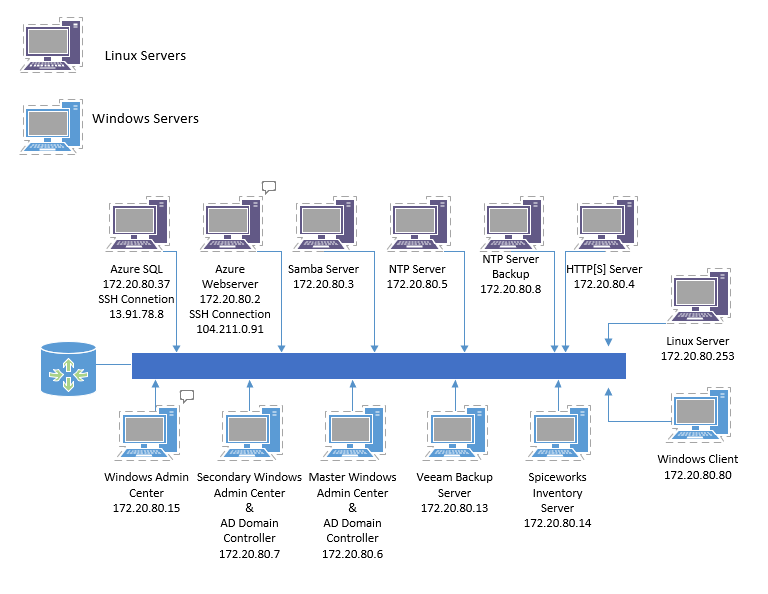 Linux Servers
Windows Servers
Azure SQL
172.20.80.37
SSH Connetion
13.91.78.8
Azure
Webserver
172.20.80.2
SSH Connection
104.211.0.91
Samba Server
172.20.80.3
NTP Server
172.20.80.5
NTP Server
Backup
172.20.80.8
HTTP[S] Server
172.20.80.4
Linux Server
172.20.80.253
Windows Admin
Center
172.20.80.15
Secondary Windows
Admin Center
&
AD Domain
Controller
172.20.80.7
Master Windows
Admin Center
&
AD Domain
Controller
172.20.80.6
Veeam Backup
Server
172.20.80.13
Spiceworks
Inventory
Server
172.20.80.14
Windows Client
172.20.80.80